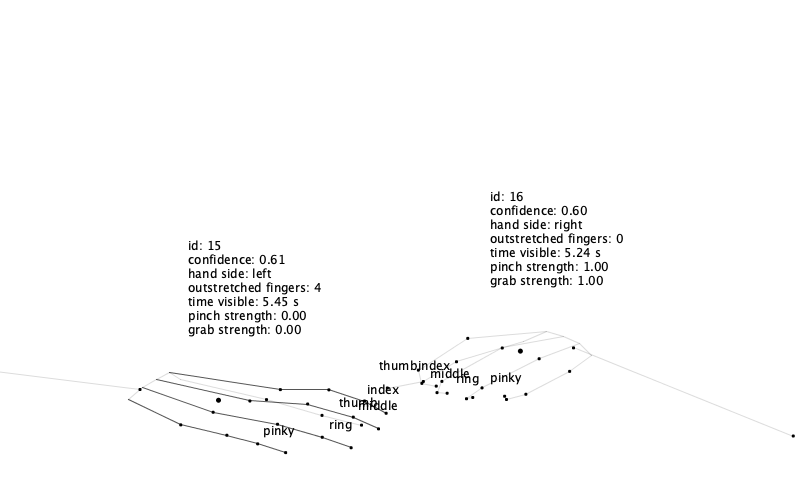 id: 15
confidence: 0.61
hand side: left
outstretched fingers: 4
time visible: 5.45 s
pinch strength: 0.00
grab strength: 0.00
id: 16
confidence: 0.60
hand side: right
outstretched fingers: 0
time visible: 5.24 s
pinch strength: 1.00
grab strength: 1.00
index
thumb
middle
ring
pinky
thumb
index
middle
ring
pinky